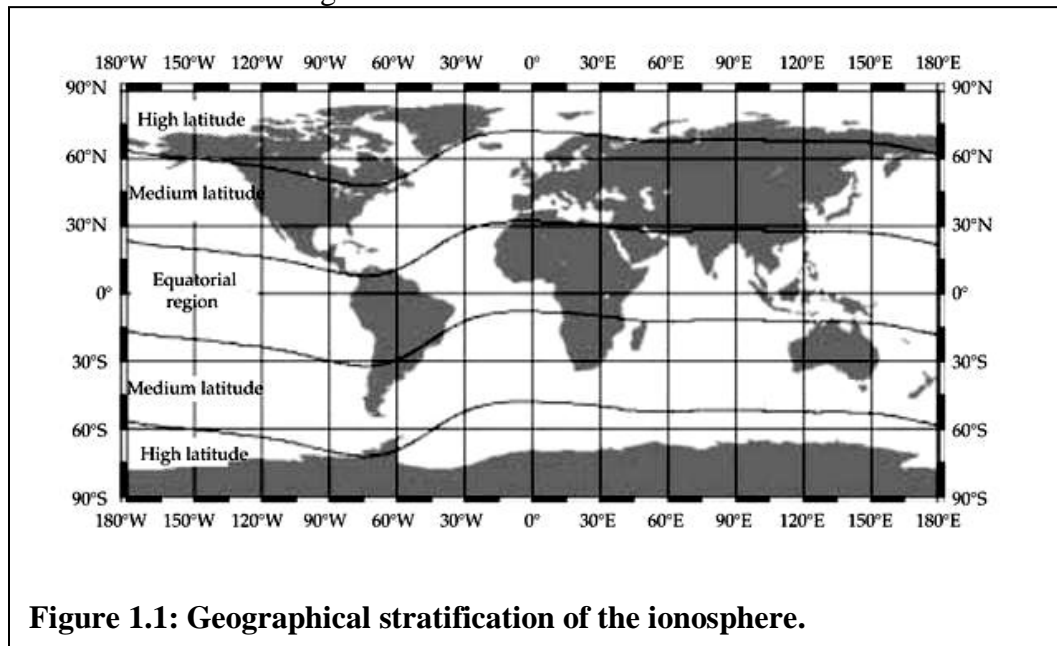 180°W 150°W 120°W 90°W 60°W 30°W 0° 30°E 60°E 90°E 120°E 150°E 180°E
90°N 90°N
High latitude
60°N 60°N
Medium latitude
30°N 30°N
Equatorial
region
0° 0°
30°S 30°S
Medium latitude
60°S 60°S
High latitude
90°S 90°S
180°W 150°W 120°W 90°W 60°W 30°W 0° 30°E 60°E 90°E 120°E 150°E 180°E
Figure 1.1: Geographical stratification of the ionosphere.